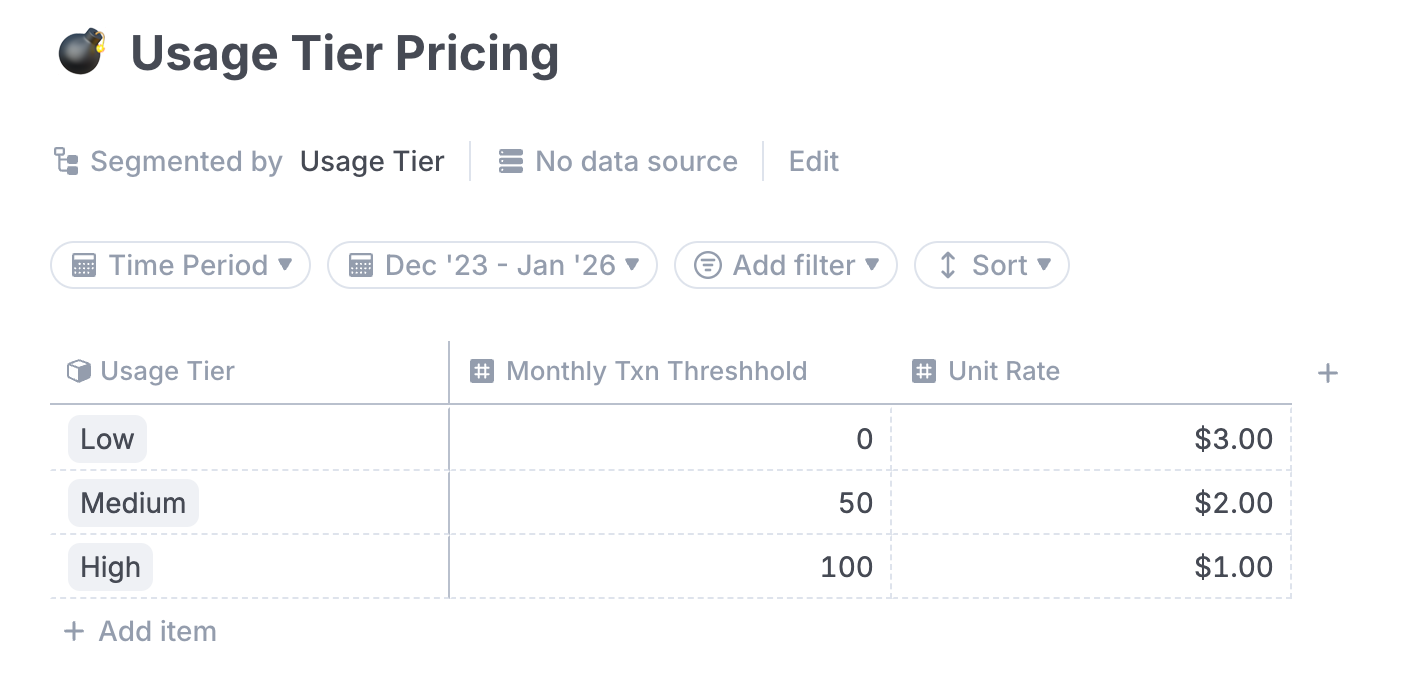 Usage Tier Pricing
Segmented by Usage Tier No data source Edit
Time Period Dec '23 - Jan '26 Add filter Sort
Usage Tier Monthly Txn Threshhold Unit Rate +
Low 0 $3.00
Medium 50 $2.00
High 100 $1.00
+ Add item